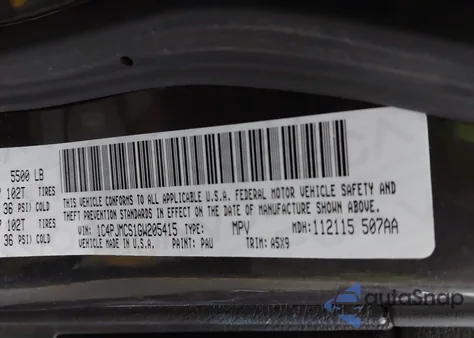 5500 LB
102T TIRES
36 PSI) COLD
102T TIRES
36 PSI) COLD
THIS VEHICLE CONFORMS TO ALL APPLICABLE U.S.A. FEDERAL MOTOR VEHICLE SAFETY AND
THEFT PREVENTION STANDARDS IN EFFECT ON THE DATE OF MANUFACTURE SHOWN ABOVE.
VIN: 1C4PJMCS1GW205415 TYPE: MPV MDH: 112115 507AA
PAINT: PAU TRIM: A5X9
autoSnap